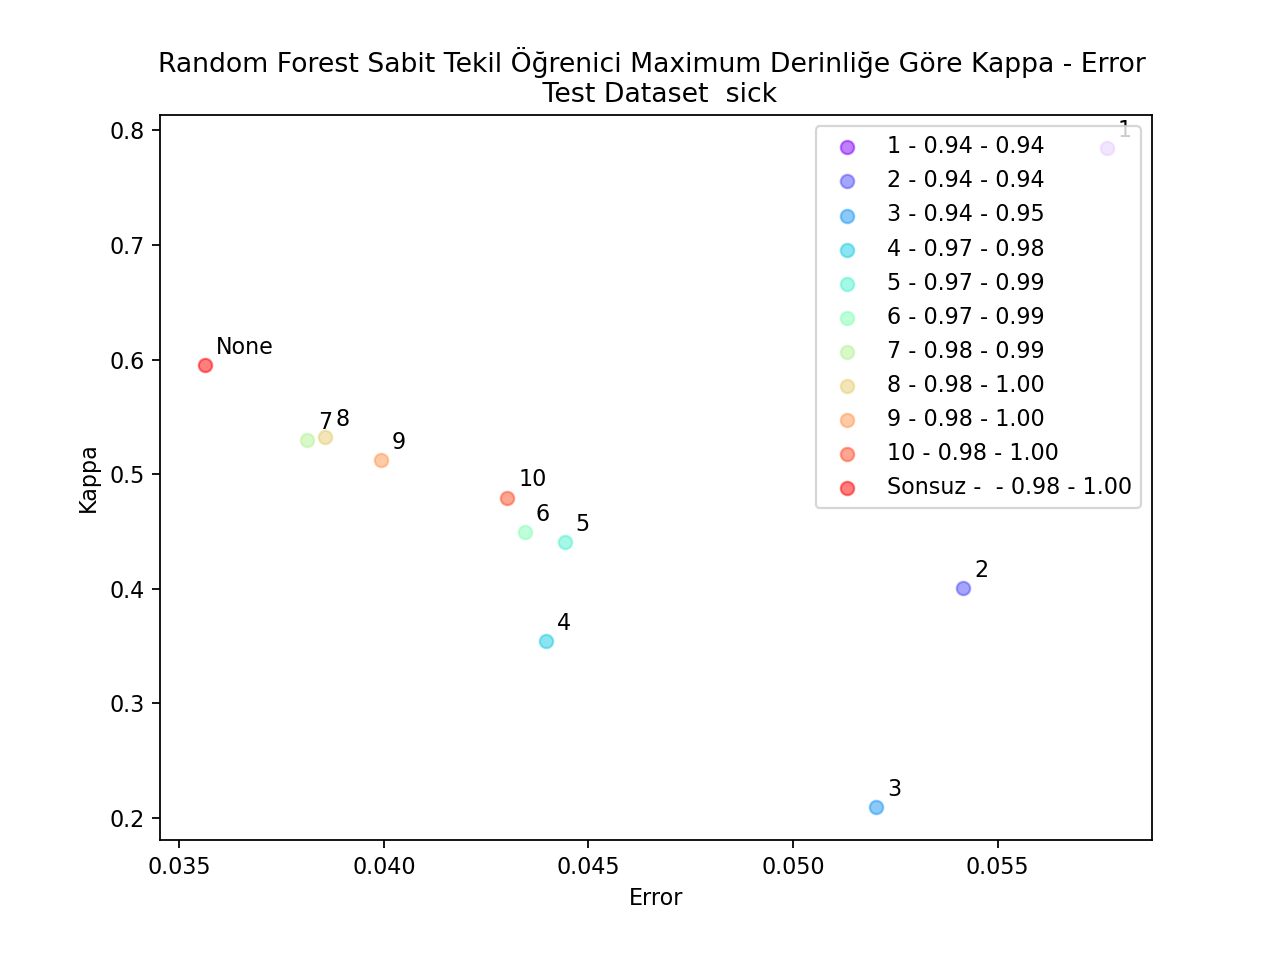 Random Forest Sabit Tekil Öğrenici Maximum Derinliğe Göre Kappa - Error
Test Dataset  sick
0.8
0.7
0.6
0.5
0.4
0.3
0.2
Kappa
1
None
7
8
9
10
6
5
4
2
3
1 - 0.94 - 0.94
2 - 0.94 - 0.94
3 - 0.94 - 0.95
4 - 0.97 - 0.98
5 - 0.97 - 0.99
6 - 0.97 - 0.99
7 - 0.98 - 0.99
8 - 0.98 - 1.00
9 - 0.98 - 1.00
10 - 0.98 - 1.00
Sonsuz -  - 0.98 - 1.00
0.035 0.040 0.045 0.050 0.055
Error